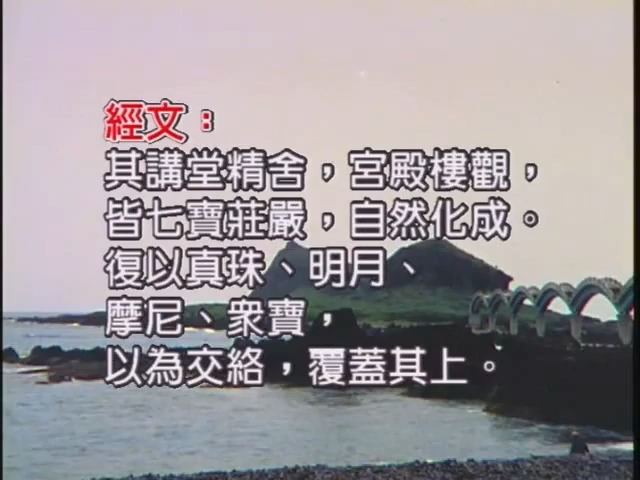 經文：
其講堂精舍，宮殿樓觀，
皆七寶莊嚴，自然化成。
復以真珠、明月、
摩尼、眾寶，
以為交絡，覆蓋其上。